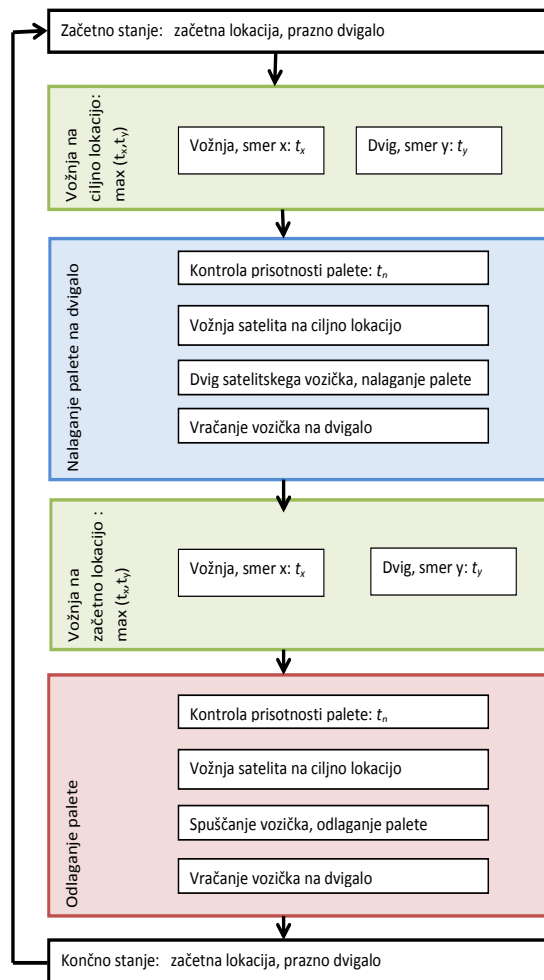 Začetno stanje: začetna lokacija, prazno dvigalo
Vožnja na
ciljno lokacijo:
max (tx,ty)
Vožnja, smer x: tx
Dvig, smer y: ty
Nalaganje palete na dvigalo
Kontrola prisotnosti palete: tn
Vožnja satelita na ciljno lokacijo
Dvig satelitskega vozička, nalaganje palete
Vračanje vozička na dvigalo
Vožnja na
začetno lokacijo :
max (tx,ty)
Vožnja, smer x: tx
Dvig, smer y: ty
Odlaganje palete
Kontrola prisotnosti palete: tn
Vožnja satelita na ciljno lokacijo
Spuščanje vozička, odlaganje palete
Vračanje vozička na dvigalo
Končno stanje: začetna lokacija, prazno dvigalo